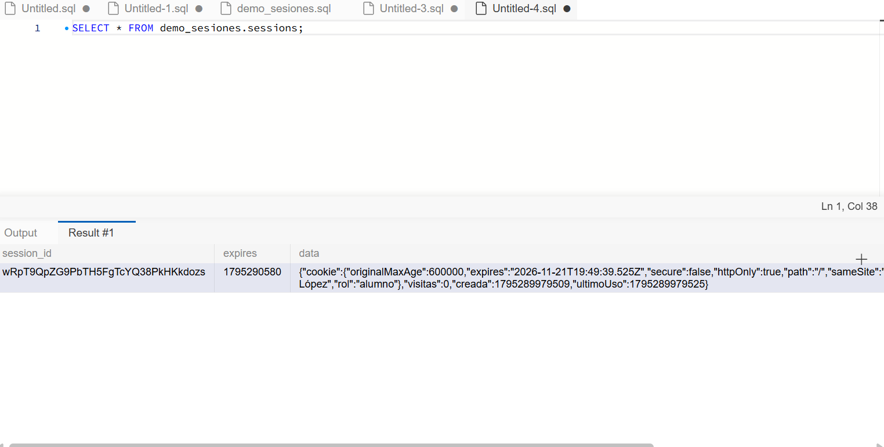 Untitled.sql Untitled-1.sql demo_sesiones.sql Untitled-3.sql Untitled-4.sql
1 SELECT * FROM demo_sesiones.sessions;
Ln 1, Col 38
Output Result #1
session_id expires data
wRpT9QpZG9PbTH5FgTcYQ38PkHKkdozs 1795290580 {"cookie":{"originalMaxAge":600000,"expires":"2026-11-21T19:49:39.525Z","secure":false,"httpOnly":true,"path":"/","sameSite":"
López","rol":"alumno"},"visitas":0,"creada":1795289979509,"ultimoUso":1795289979525}